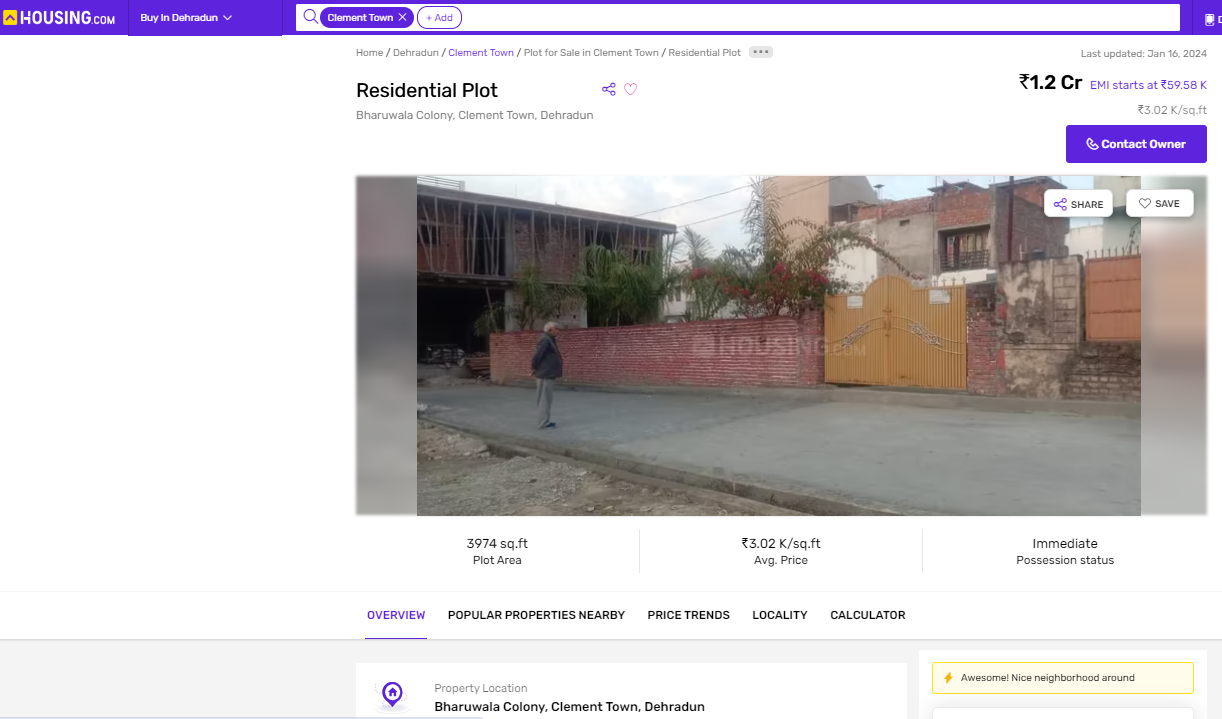 HOUSING.COM
Buy in Dehradun
Clement Town
+ Add
Home / Dehradun / Clement Town / Plot for Sale in Clement Town / Residential Plot
Last updated: Jan 16, 2024
Residential Plot
₹1.2 Cr EMI starts at ₹59.58 K
Bharuwala Colony, Clement Town, Dehradun
₹3.02 K/sq.ft
Contact Owner
SHARE
SAVE
HOUSING.COM
3974 sq.ft
Plot Area
₹3.02 K/sq.ft
Avg. Price
Immediate
Possession status
OVERVIEW
POPULAR PROPERTIES NEARBY
PRICE TRENDS
LOCALITY
CALCULATOR
Property Location
Bharuwala Colony, Clement Town, Dehradun
Awesome! Nice neighborhood around